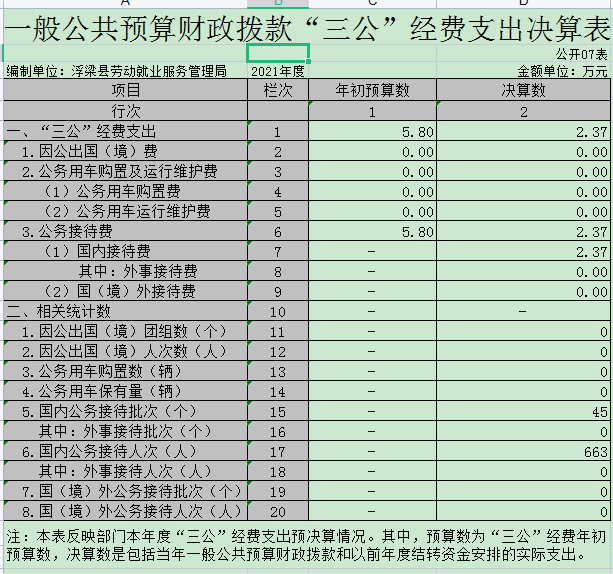 一般公共预算财政拨款“三公”经费支出决算表
公开07表
编制单位：浮梁县劳动就业服务管理局 2021年度 金额单位：万元
项目 栏次 年初预算数 决算数
行次 1 2
一、“三公”经费支出 1 5.80 2.37
1.因公出国（境）费 2 0.00 0.00
2.公务用车购置及运行维护费 3 0.00 0.00
（1）公务用车购置费 4 0.00 0.00
（2）公务用车运行维护费 5 0.00 0.00
3.公务接待费 6 5.80 2.37
（1）国内接待费 7 － 2.37
其中：外事接待费 8 － 0.00
（2）国（境）外接待费 9 － 0.00
二、相关统计数 10 － －
1.因公出国（境）团组数（个） 11 － 0
2.因公出国（境）人次数（人） 12 － 0
3.公务用车购置数（辆） 13 － 0
4.公务用车保有量（辆） 14 － 0
5.国内公务接待批次（个） 15 － 45
其中：外事接待批次（个） 16 － 0
6.国内公务接待人次（人） 17 － 663
其中：外事接待人次（人） 18 － 0
7.国（境）外公务接待批次（个） 19 － 0
8.国（境）外公务接待人次（人） 20 － 0
注：本表反映部门本年度“三公”经费支出预决算情况。其中，预算数为“三公”经费年初
预算数，决算数是包括当年一般公共预算财政拨款和以前年度结转资金安排的实际支出。